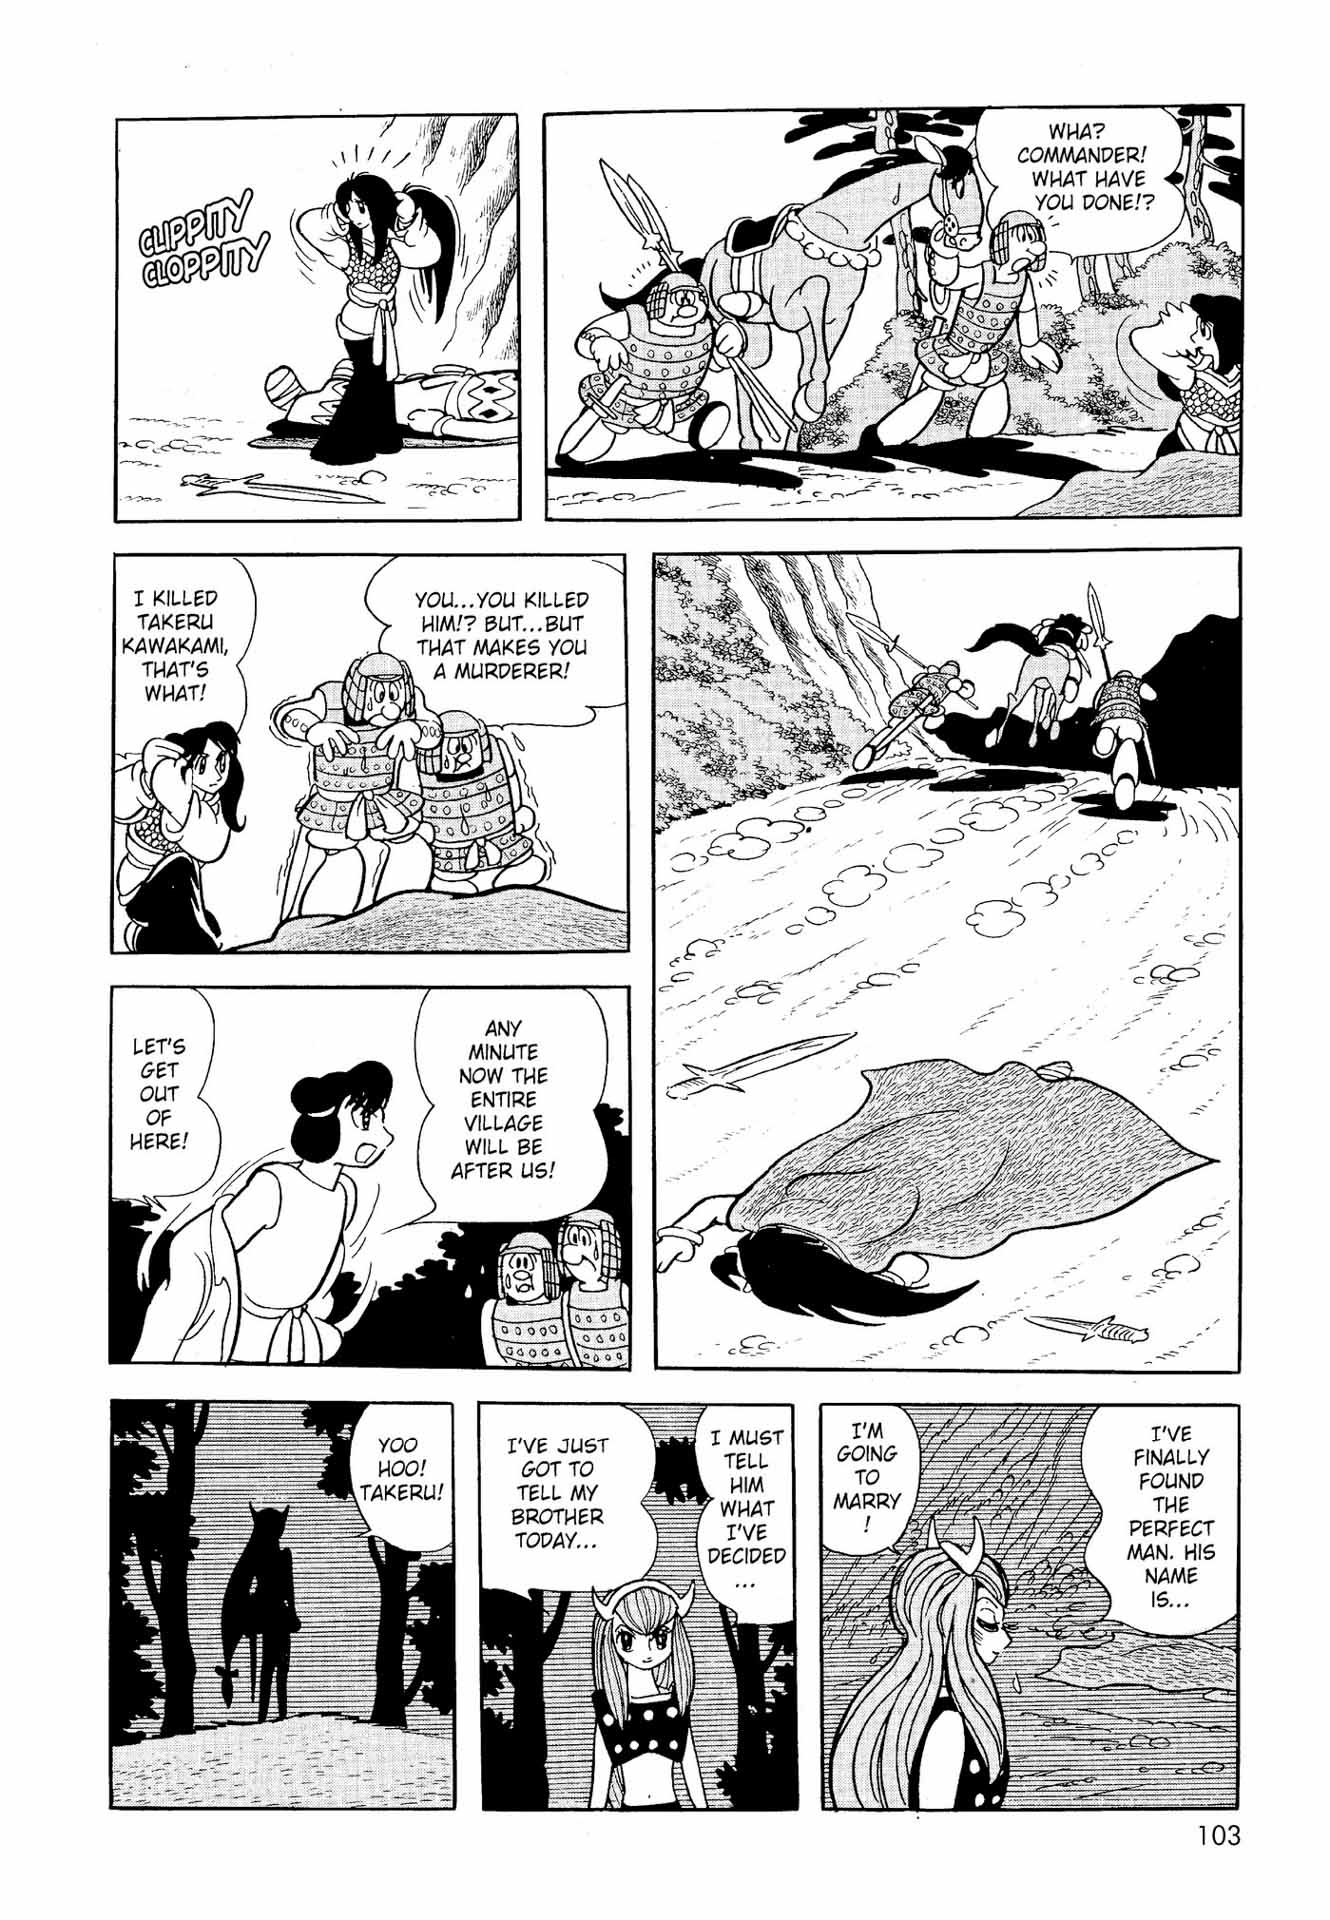 CLIPPITY
CLOPPITY
WHA?
COMMANDER!
WHAT HAVE
YOU DONE!?
I KILLED
TAKERU
KAWAKAMI,
THAT'S
WHAT!
YOU...YOU KILLED
HIM!? BUT...BUT
THAT MAKES YOU
A MURDERER!
LET'S
GET
OUT
OF
HERE!
ANY
MINUTE
NOW THE
ENTIRE
VILLAGE
WILL BE
AFTER US!
YOO
HOO!
TAKERU!
I'VE JUST
GOT TO
TELL MY
BROTHER
TODAY...
I MUST
TELL
HIM
WHAT
I'VE
DECIDED
...
I'M
GOING
TO
MARRY
!
I'VE
FINALLY
FOUND
THE
PERFECT
MAN. HIS
NAME
IS...
103